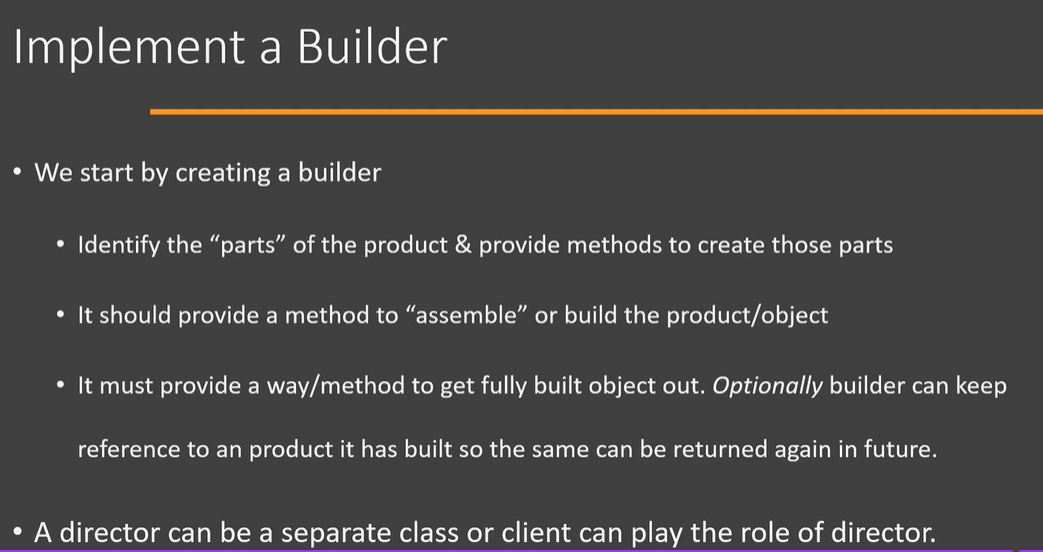 Implement a Builder
• We start by creating a builder
• Identify the “parts” of the product & provide methods to create those parts
• It should provide a method to “assemble” or build the product/object
• It must provide a way/method to get fully built object out. Optionally builder can keep
reference to an product it has built so the same can be returned again in future.
• A director can be a separate class or client can play the role of director.